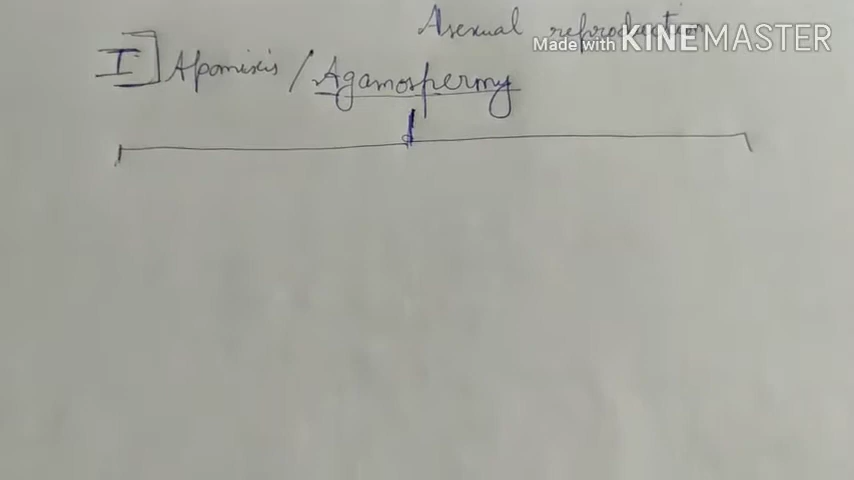 Asexual reproduction
Made with KINEMASTER
I] Apomixis / Agamospermy